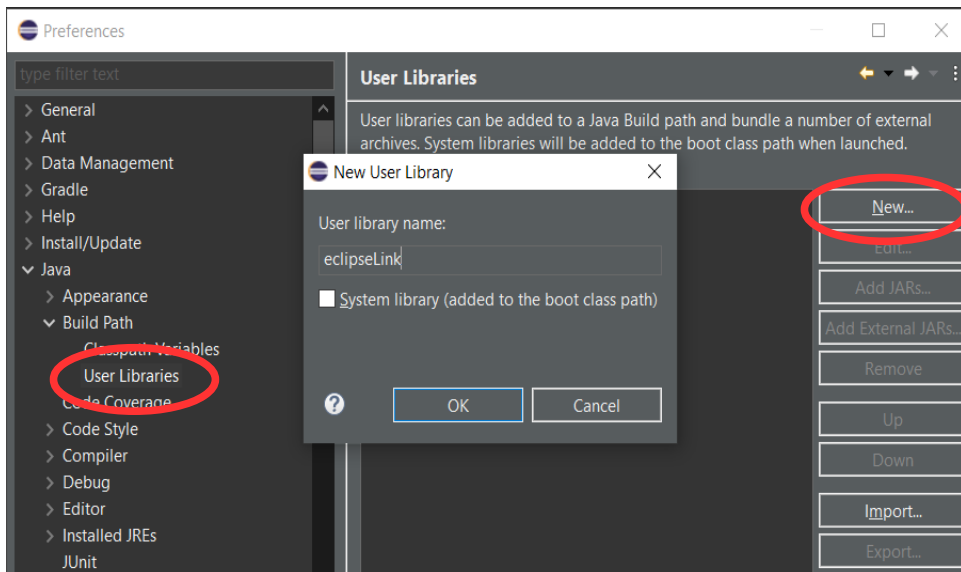 Preferences
type filter text
General
Ant
Data Management
Gradle
Help
Install/Update
Java
Appearance
Build Path
Classpath Variables
User Libraries
Code Coverage
Code Style
Compiler
Debug
Editor
Installed JREs
JUnit
User Libraries
User libraries can be added to a Java Build path and bundle a number of external
archives. System libraries will be added to the boot class path when launched.
New User Library
User library name:
eclipseLink
System library (added to the boot class path)
OK
Cancel
New...
Edit...
Add JARs...
Add External JARs...
Remove
Up
Down
Import...
Export...